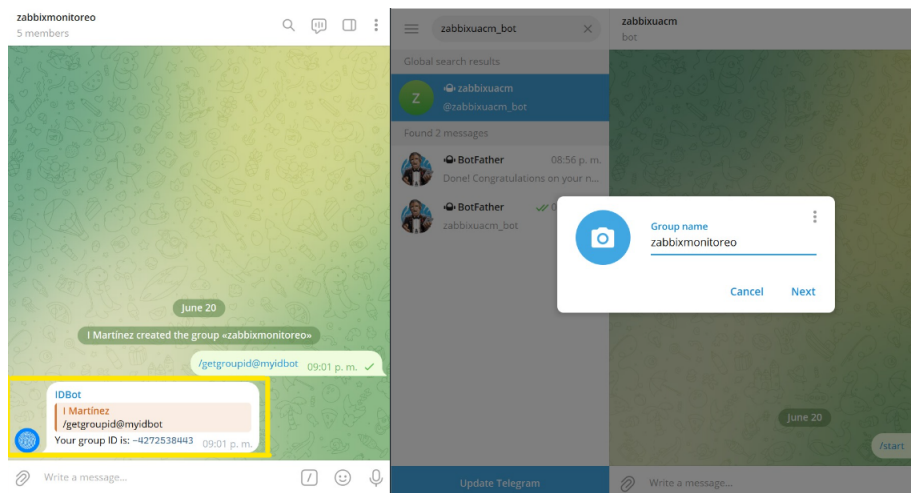 zabbixmonitoreo
5 members
June 20
I Martínez created the group «zabbixmonitoreo»
/getgroupid@myidbot 09:01 p. m.
IDBot
I Martínez
/getgroupid@myidbot
Your group ID is: -4272538443 09:01 p. m.
Write a message...
zabbixuacm_bot
Global search results
Z
zabbixuacm
@zabbixuacm_bot
Found 2 messages
BotFather 08:56 p. m.
Done! Congratulations on your n...
BotFather
zabbixuacm_bot
Update Telegram
zabbixuacm
bot
Group name
zabbixmonitoreo
Cancel Next
June 20
/start
Write a message...